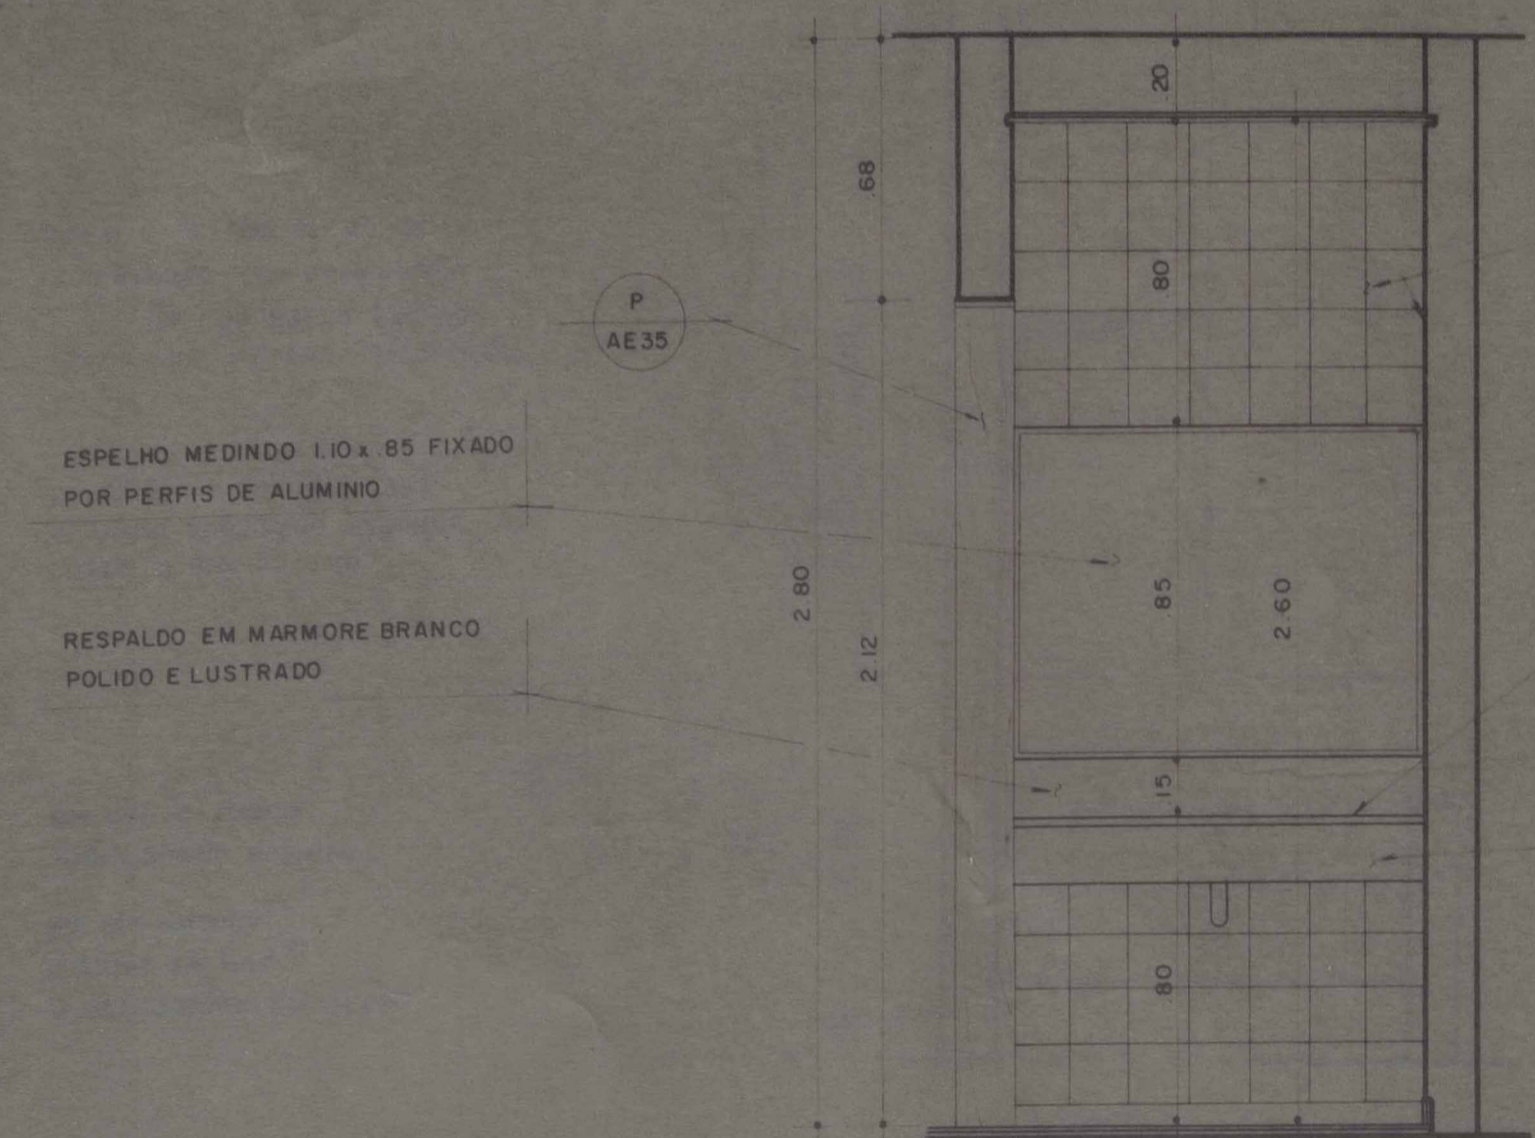 .20
.68
.80
P
AE35
ESPELHO MEDINDO 1.10 x .85 FIXADO
POR PERFIS DE ALUMINIO
2.80
.85
2.60
RESPALDO EM MARMORE BRANCO
POLIDO E LUSTRADO
2.12
.15
.80